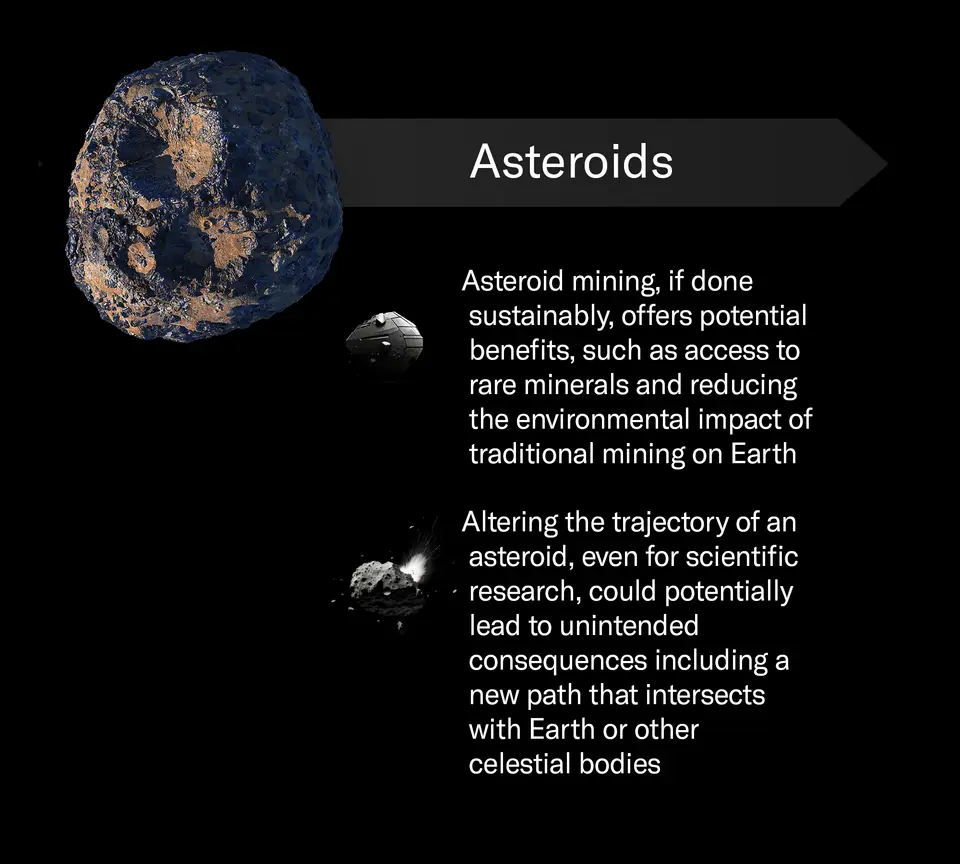 Asteroids
Asteroid mining, if done
sustainably, offers potential
benefits, such as access to
rare minerals and reducing
the environmental impact of
traditional mining on Earth
Altering the trajectory of an
asteroid, even for scientific
research, could potentially
lead to unintended
consequences including a
new path that intersects
with Earth or other
celestial bodies